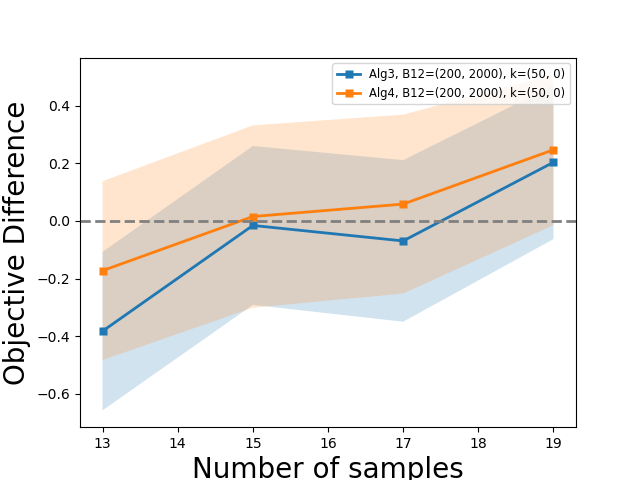 Alg3, B12=(200, 2000), k=(50, 0)
Alg4, B12=(200, 2000), k=(50, 0)
Objective Difference
0.4
0.2
0.0
−0.2
−0.4
−0.6
13 14 15 16 17 18 19
Number of samples